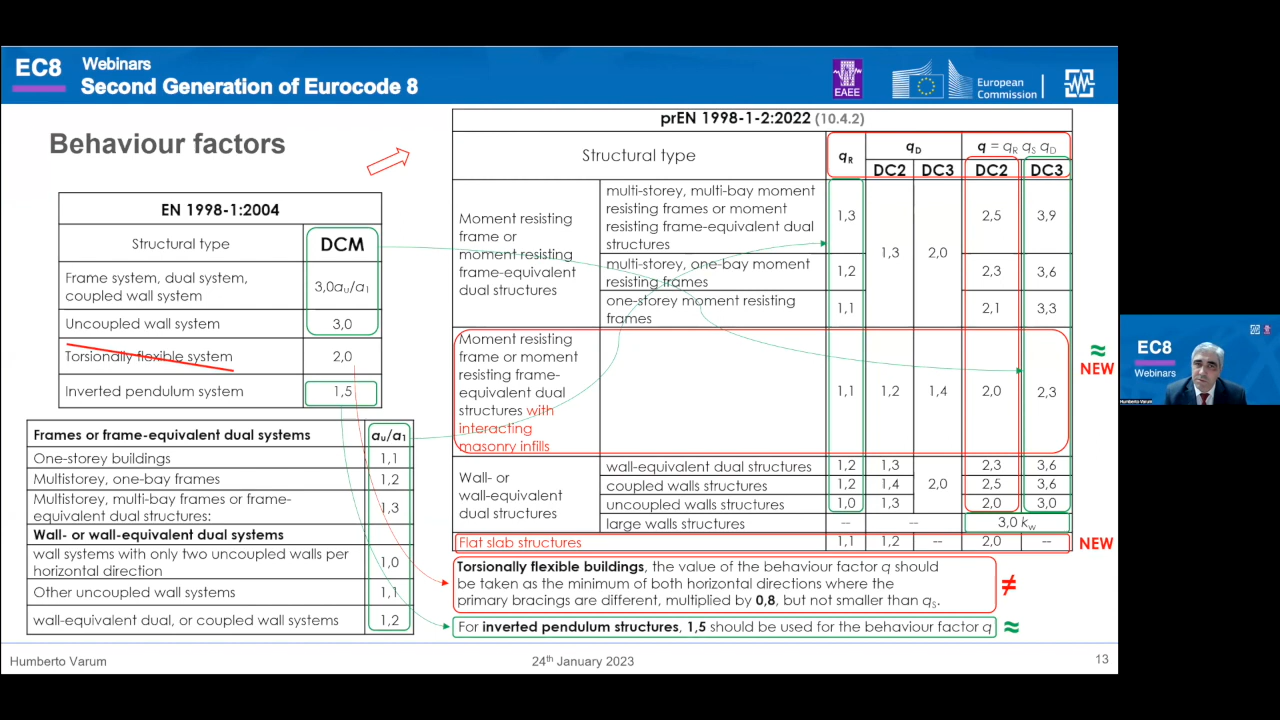 EC8
Webinars
Second Generation of Eurocode 8
EAEE
European
Commission
Behaviour factors
EN 1998-1:2004
Structural type
DCM
Frame system, dual system,
coupled wall system
3,0αu/α1
Uncoupled wall system
3,0
Torsionally flexible system
2,0
Inverted pendulum system
1,5
Frames or frame-equivalent dual systems
αu/α1
One-storey buildings
1,1
Multistorey, one-bay frames
1,2
Multistorey, multi-bay frames or frame-
equivalent dual structures:
1,3
Wall- or wall-equivalent dual systems
wall systems with only two uncoupled walls per
horizontal direction
1,0
Other uncoupled wall systems
1,1
wall-equivalent dual, or coupled wall systems
1,2
prEN 1998-1-2:2022 (10.4.2)
Structural type
qR
qD
q = qR qS qD
DC2
DC3
DC2
DC3
Moment resisting
frame or
moment resisting
frame-equivalent
dual structures
multi-storey, multi-bay moment
resisting frames or moment
resisting frame-equivalent dual
structures
1,3
1,3
2,0
2,5
3,9
multi-storey, one-bay moment
resisting frames
1,2
2,3
3,6
one-storey moment resisting
frames
1,1
2,1
3,3
Moment resisting
frame or moment
resisting frame-
equivalent dual
structures with
interacting
masonry infills
1,1
1,2
1,4
2,0
2,3
≈
NEW
Wall- or
wall-equivalent
dual structures
wall-equivalent dual structures
1,2
1,3
2,0
2,3
3,6
coupled walls structures
1,2
1,4
2,5
3,6
uncoupled walls structures
1,0
1,3
2,0
3,0
large walls structures
--
--
3,0 kw
Flat slab structures
1,1
1,2
--
2,0
--
NEW
Torsionally flexible buildings, the value of the behaviour factor q should
be taken as the minimum of both horizontal directions where the
primary bracings are different, multiplied by 0,8, but not smaller than qS.
≠
For inverted pendulum structures, 1,5 should be used for the behaviour factor q
≈
Humberto Varum
24th January 2023
13
EC8
Webinars
Humberto Varum